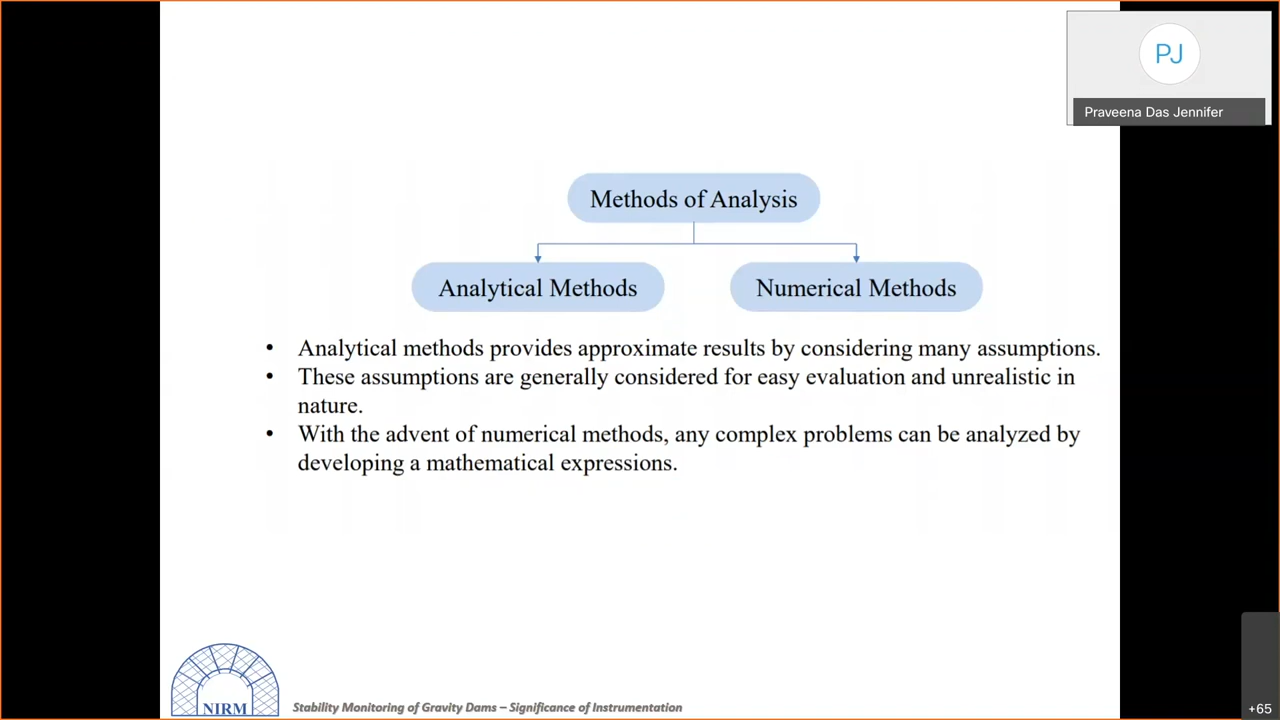 PJ
Praveena Das Jennifer
Methods of Analysis
Analytical Methods
Numerical Methods
• Analytical methods provides approximate results by considering many assumptions.
• These assumptions are generally considered for easy evaluation and unrealistic in
nature.
• With the advent of numerical methods, any complex problems can be analyzed by
developing a mathematical expressions.
NIRM
Stability Monitoring of Gravity Dams – Significance of Instrumentation
+65